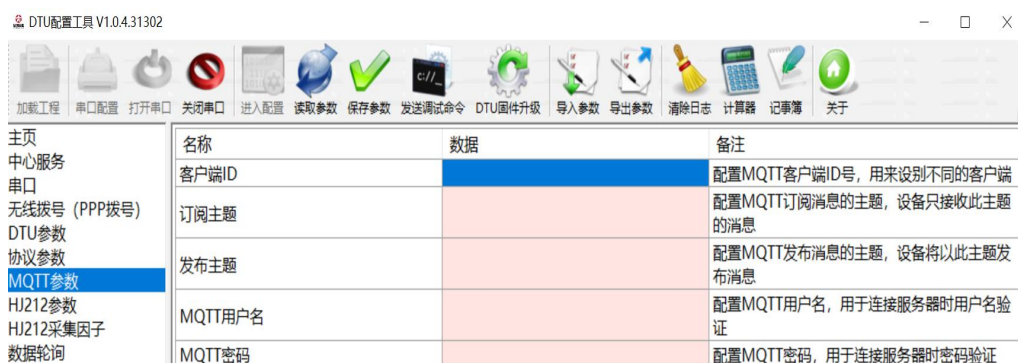 DTU配置工具 V1.0.4.31302
加载工程 串口配置 打开串口 关闭串口 进入配置 读取参数 保存参数 发送调试命令 DTU固件升级 导入参数 导出参数 清除日志 计算器 记事簿 关于
c:/_
主页
中心服务
串口
无线拨号（PPP拨号）
DTU参数
协议参数
MQTT参数
HJ212参数
HJ212采集因子
数据轮询
名称 数据 备注
客户端ID 配置MQTT客户端ID号，用来设别不同的客户端
订阅主题 配置MQTT订阅消息的主题，设备只接收此主题
的消息
发布主题 配置MQTT发布消息的主题，设备将以此主题发
布消息
MQTT用户名 配置MQTT用户名，用于连接服务器时用户名验
证
MQTT密码 配置MQTT密码，用于连接服务器时密码验证